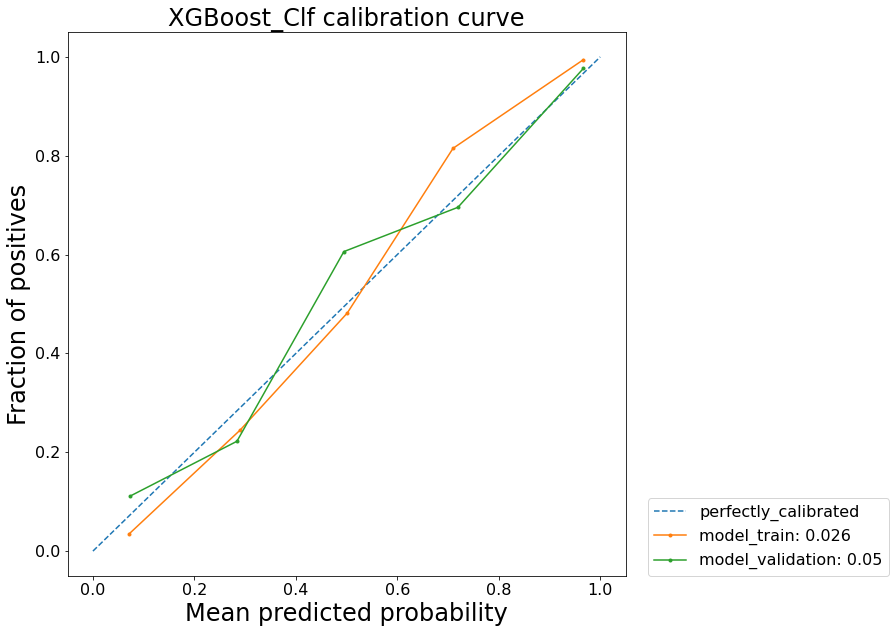 XGBoost_Clf calibration curve
1.0
0.8
0.6
0.4
0.2
0.0
Fraction of positives
0.0 0.2 0.4 0.6 0.8 1.0
Mean predicted probability
perfectly_calibrated
model_train: 0.026
model_validation: 0.05